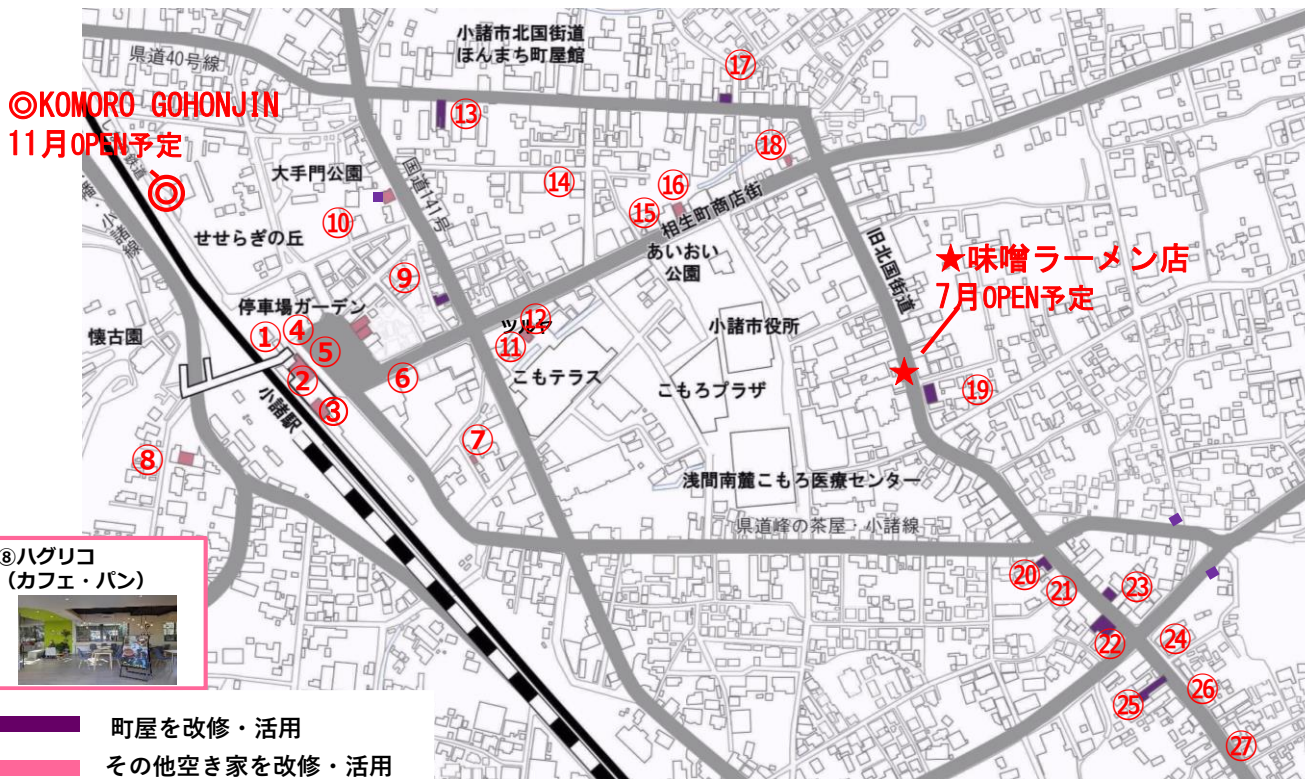 小諸市北国街道
ほんまち町屋館
県道40号線
⑰
◎KOMORO GOHONJIN
11月OPEN予定
⑬
国道141号
⑱
大手門公園
⑭
⑯
⑮
相生町商店街
⑩
せせらぎの丘
小諸線
旧北国街道
★味噌ラーメン店
7月OPEN予定
あいおい
公園
⑨
停車場ガーデン
懐古園
①
④
⑤
②
③
⑥
小諸駅
ツルヤ
⑫
⑪
こもテラス
小諸市役所
こもろプラザ
⑲
⑦
⑧
浅間南麓こもろ医療センター
県道峰の茶屋・小諸線
⑧ハグリコ
(カフェ・パン)
⑳
㉑
㉓
㉒
㉔
㉕
㉖
㉗
町屋を改修・活用
その他空き家を改修・活用